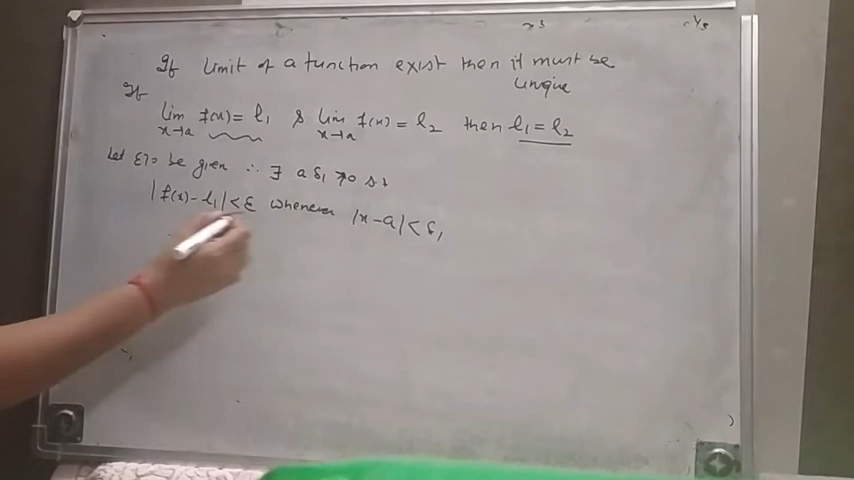 If Limit of a function exist then it must be
Unique
If
lim f(x) = l₁ & lim f(x) = l₂ then l₁ = l₂
x→a x→a
Let ε>0 be given ∴ ∃ a δ₁ >0 s.t
|f(x) - l₁| < ε whenever |x - a| < δ₁